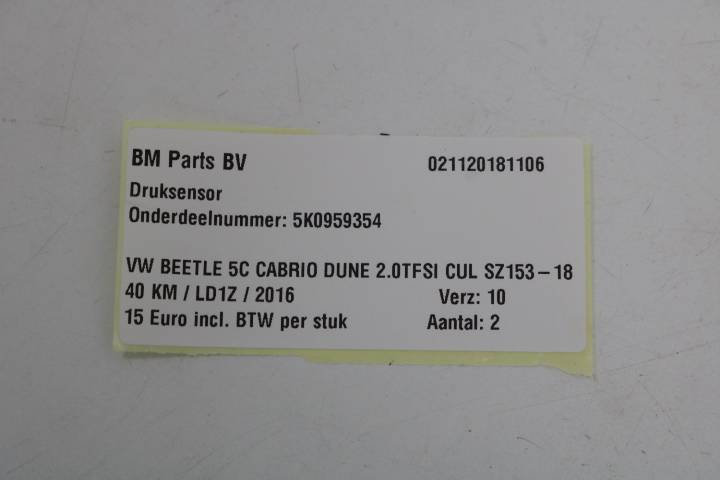 BM Parts BV 021120181106
Druksensor
Onderdeelnummer: 5K0959354
VW BEETLE 5C CABRIO DUNE 2.0TFSI CUL SZ153-18
40 KM / LD1Z / 2016 Verz: 10
15 Euro incl. BTW per stuk Aantal: 2